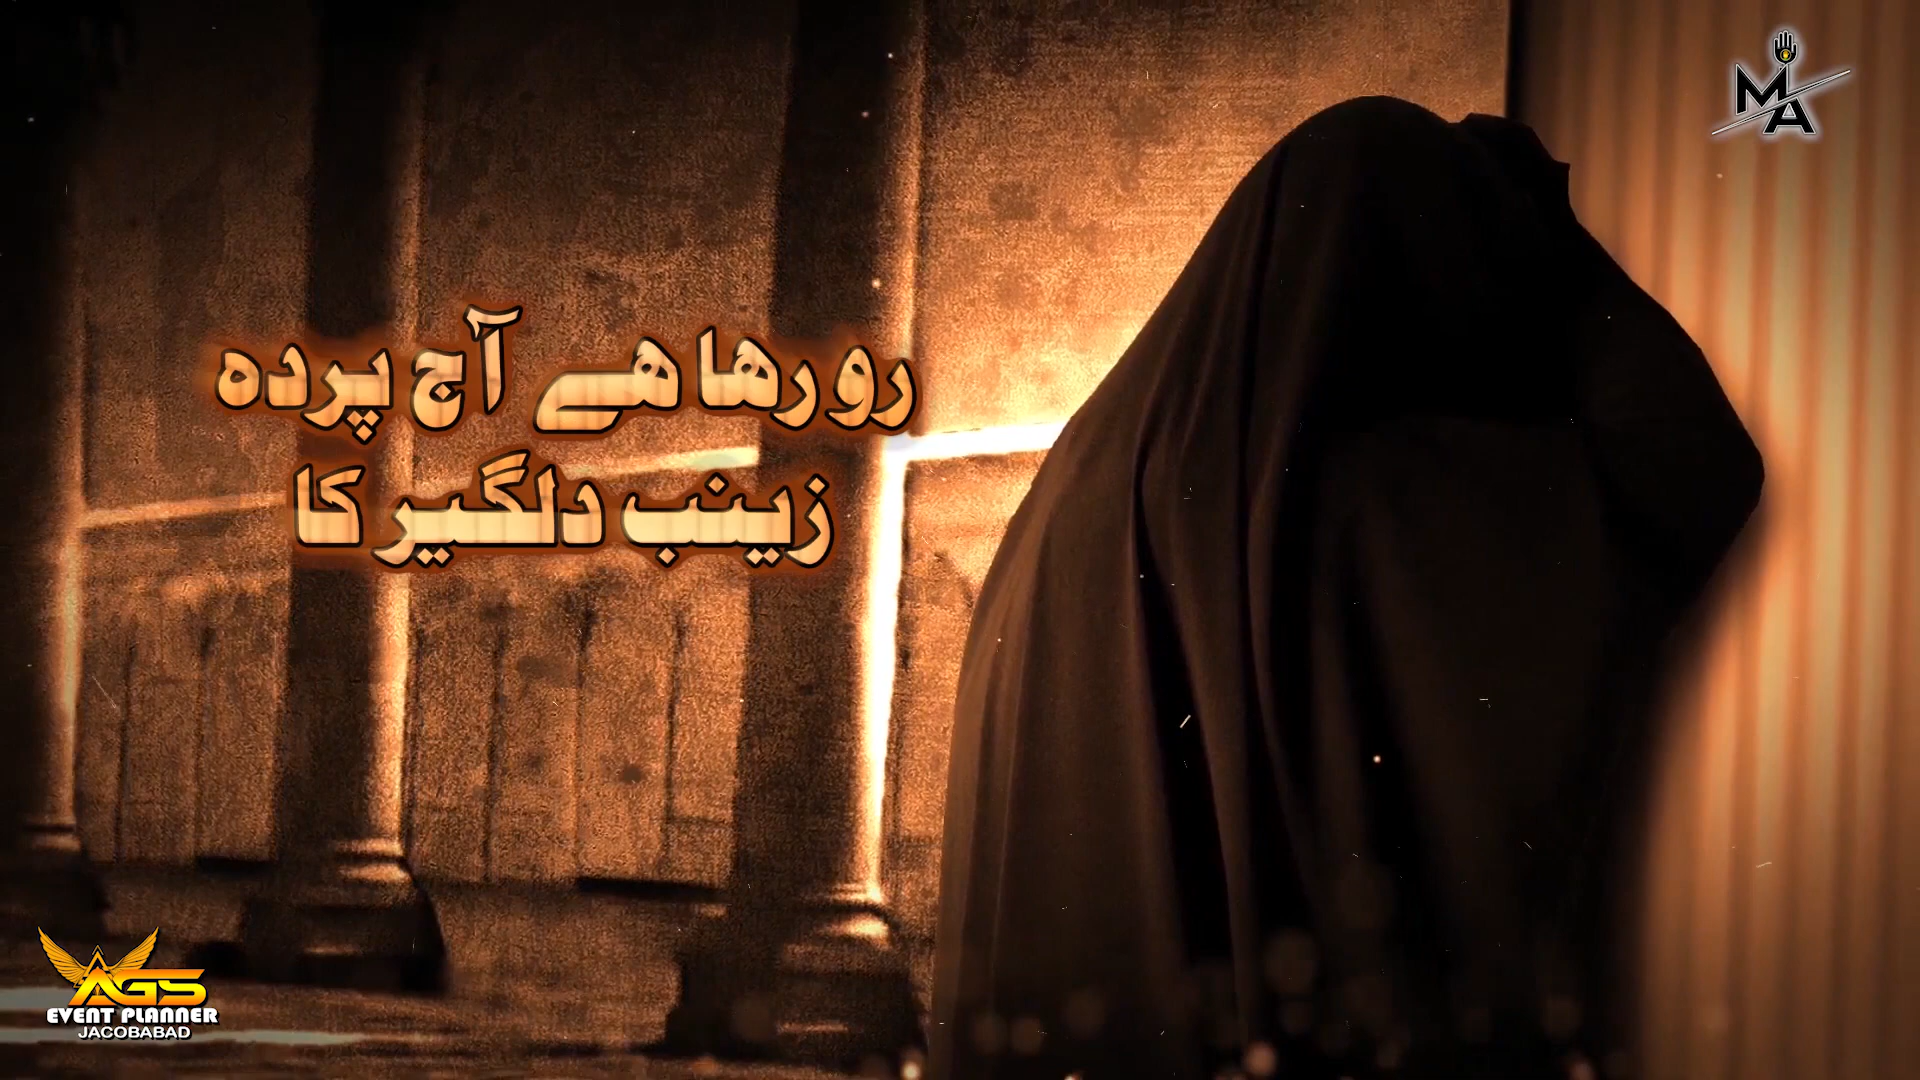 رو رہا ہے آج پردہ
زینب دلگیر کا
MA
AGS
EVENT PLANNER
JACOBABAD